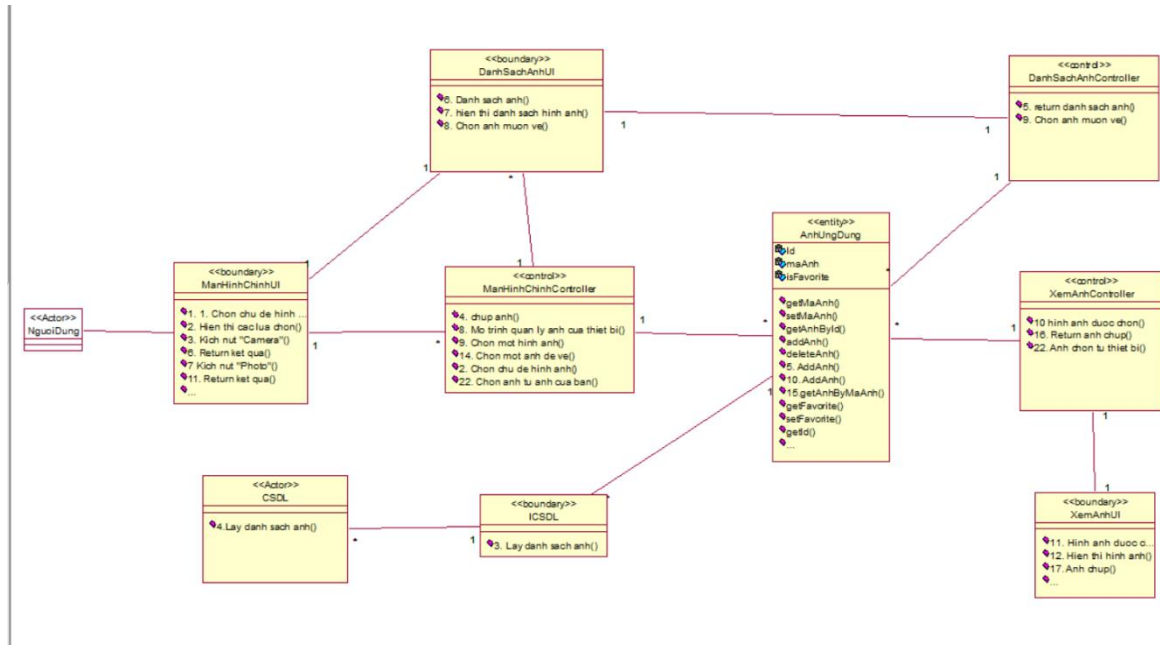 <<boundary>>
DanhSachAnhUI
6. Danh sach anh()
7. hien thi danh sach hinh anh()
8. Chon anh muon ve()
<<control>>
DanhSachAnhController
5. return danh sach anh()
9. Chon anh muon ve()
1
1
1
*
1
1
1
<<entity>>
AnhUngDung
Id
maAnh
isFavorite
getMaAnh()
setMaAnh()
getAnhById()
addAnh()
deleteAnh()
5. AddAnh()
10. AddAnh()
15.getAnhByMaAnh()
getFavorite()
setFavorite()
getId()
...
*
<<boundary>>
ManHinhChinhUI
1. 1. Chon chu de hinh ...
2. Hien thi cac lua chon()
3. Kich nut "Camera"()
6. Return ket qua()
7 Kich nut "Photo"()
11. Return ket qua()
...
<<control>>
ManHinhChinhController
4. chup anh()
8. Mo trinh quan ly anh cua thiet bi()
9. Chon mot hinh anh()
14. Chon mot anh de ve()
2. Chon chu de hinh anh()
22. Chon anh tu anh cua ban()
<<control>>
XemAnhController
10 hinh anh duoc chon()
16. Return anh chup()
22. Anh chon tu thiet bi()
<<Actor>>
NguoiDung
1
*
1
*
*
1
1
1
*
1
<<Actor>>
CSDL
4.Lay danh sach anh()
*
1
<<boundary>>
ICSDL
3. Lay danh sach anh()
1
<<boundary>>
XemAnhUI
11. Hinh anh duoc c...
12. Hien thi hinh anh()
17. Anh chup()
...